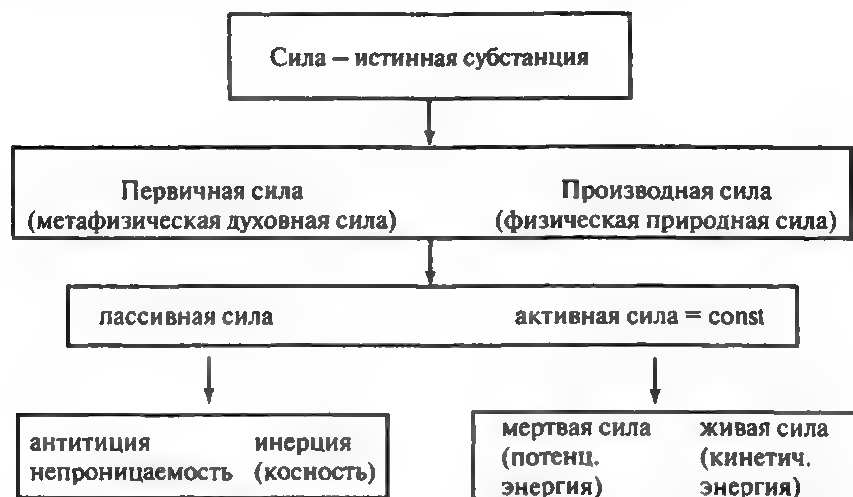 Сила – истинная субстанция
Первичная сила Производная сила
(метафизическая духовная сила) (физическая природная сила)
пассивная сила активная сила = const
антитиция инерция
непроницаемость (косность)
мертвая сила живая сила
(потенц. (кинетич.
энергия) энергия)